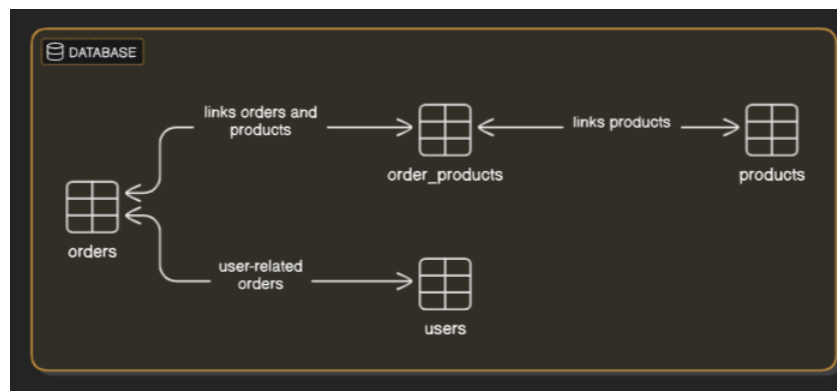 DATABASE
links orders and
products
links products
order_products
products
orders
user-related
orders
users